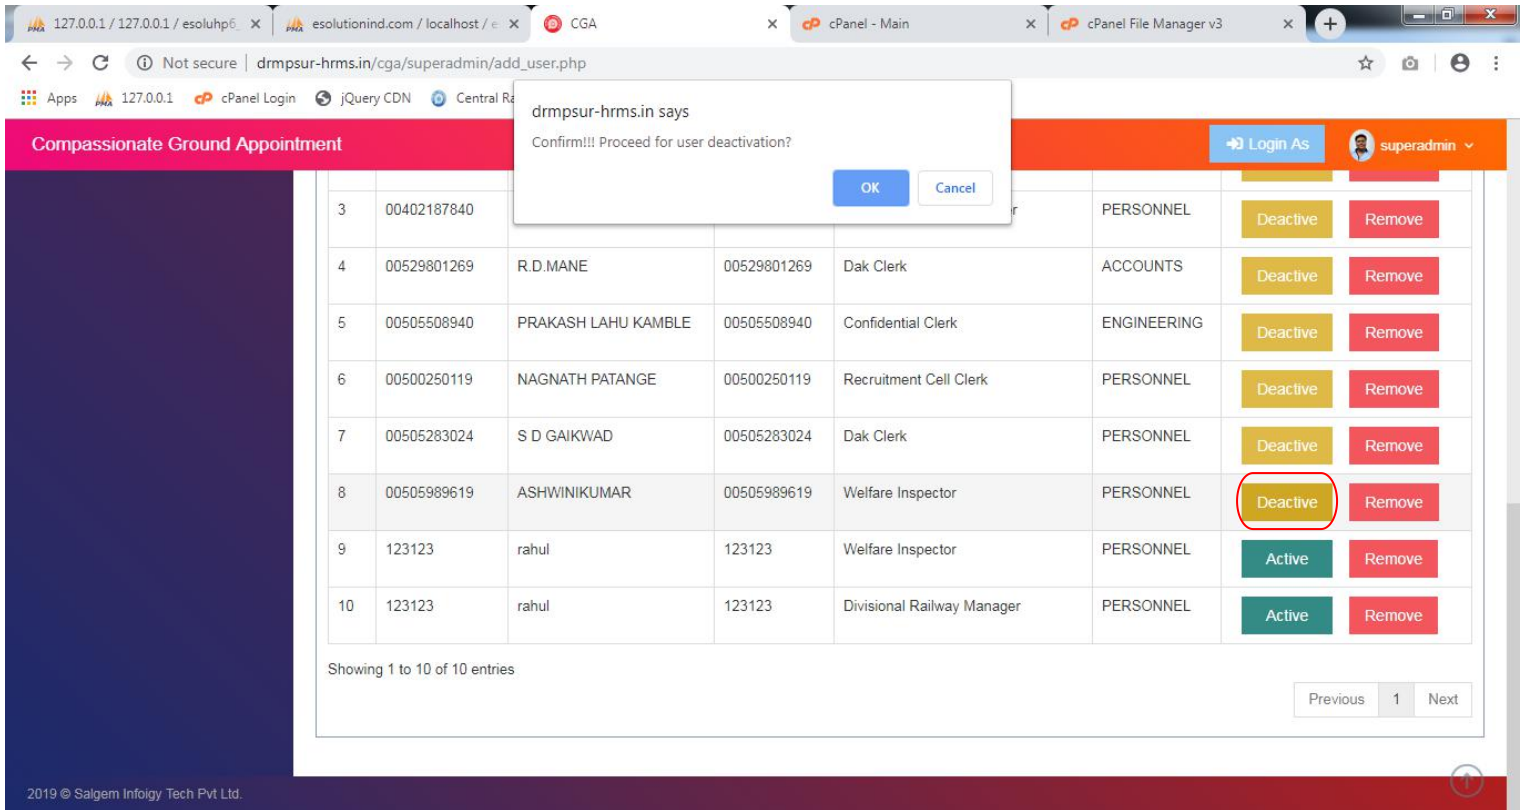 127.0.0.1 / 127.0.0.1 / esoluhp6_
esolutionind.com / localhost / e
CGA
cPanel - Main
cPanel File Manager v3
Not secure | drmpsur-hrms.in/cga/superadmin/add_user.php
Apps 127.0.0.1 cPanel Login jQuery CDN Central Ra
drmpsur-hrms.in says
Confirm!!! Proceed for user deactivation?
OK Cancel
Compassionate Ground Appointment
Login As superadmin
3 00402187840 r PERSONNEL Deactive Remove
4 00529801269 R.D.MANE 00529801269 Dak Clerk ACCOUNTS Deactive Remove
5 00505508940 PRAKASH LAHU KAMBLE 00505508940 Confidential Clerk ENGINEERING Deactive Remove
6 00500250119 NAGNATH PATANGE 00500250119 Recruitment Cell Clerk PERSONNEL Deactive Remove
7 00505283024 S D GAIKWAD 00505283024 Dak Clerk PERSONNEL Deactive Remove
8 00505989619 ASHWINIKUMAR 00505989619 Welfare Inspector PERSONNEL Deactive Remove
9 123123 rahul 123123 Welfare Inspector PERSONNEL Active Remove
10 123123 rahul 123123 Divisional Railway Manager PERSONNEL Active Remove
Showing 1 to 10 of 10 entries
Previous 1 Next
2019 © Salgem Infoigy Tech Pvt Ltd.